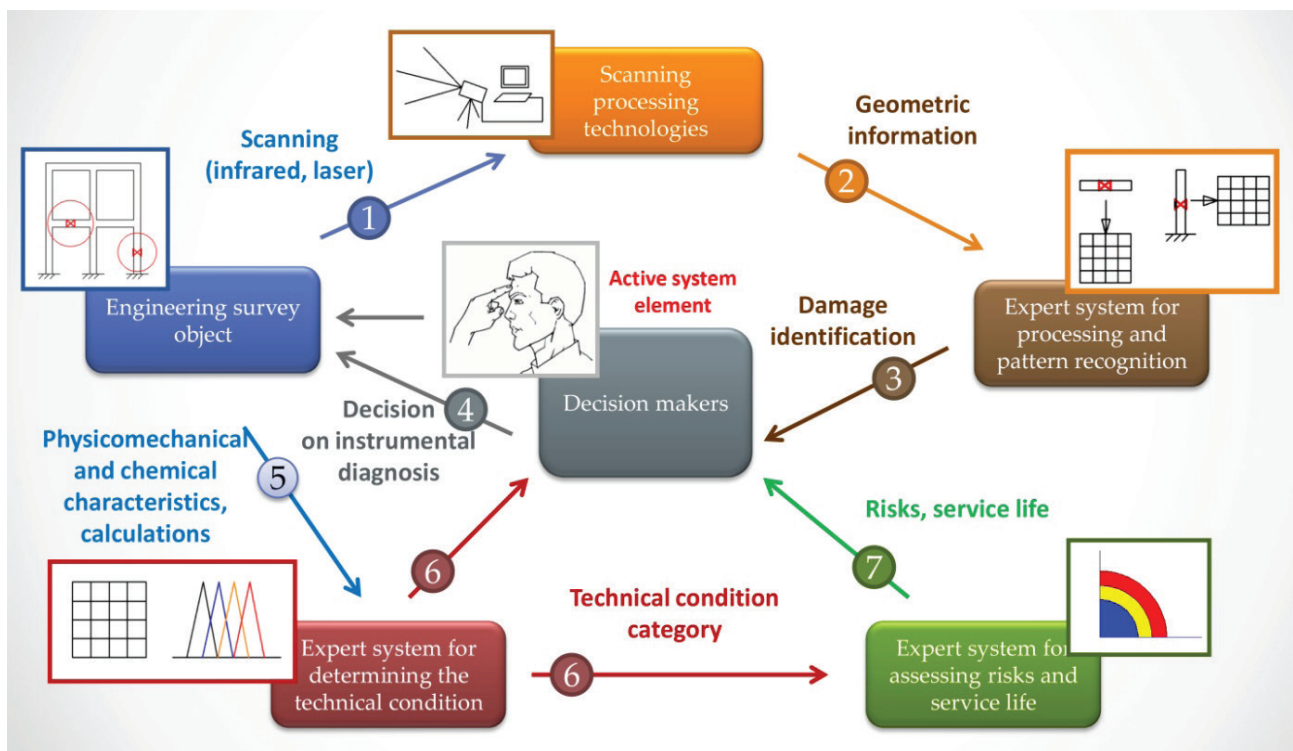 Scanning
processing
technologies
Scanning
(infrared, laser)
1
Geometric
information
2
Engineering survey
object
Active system
element
Decision makers
Damage
identification
3
Expert system for
processing and
pattern recognition
4
Decision
on instrumental
diagnosis
Physicomechanical
and chemical
characteristics,
calculations
5
6
Risks, service life
7
Expert system for
determining the
technical condition
Technical condition
category
6
Expert system for
assessing risks and
service life